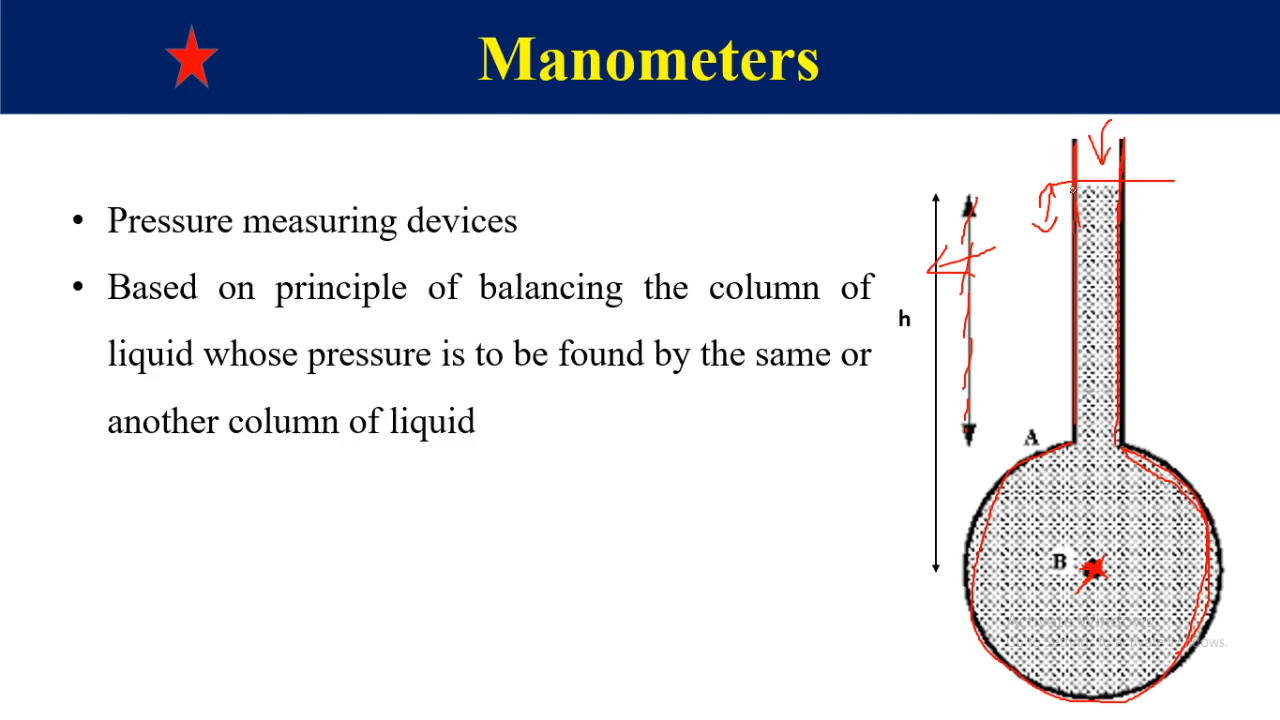 Manometers
• Pressure measuring devices
• Based on principle of balancing the column of
liquid whose pressure is to be found by the same or
another column of liquid
h
A
B